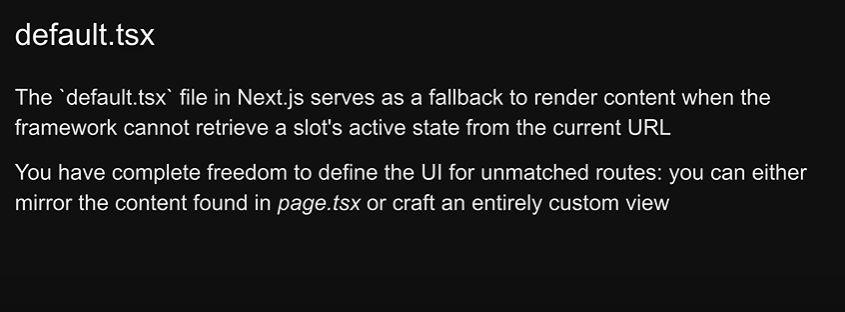 default.tsx
The `default.tsx` file in Next.js serves as a fallback to render content when the
framework cannot retrieve a slot's active state from the current URL
You have complete freedom to define the UI for unmatched routes: you can either
mirror the content found in page.tsx or craft an entirely custom view